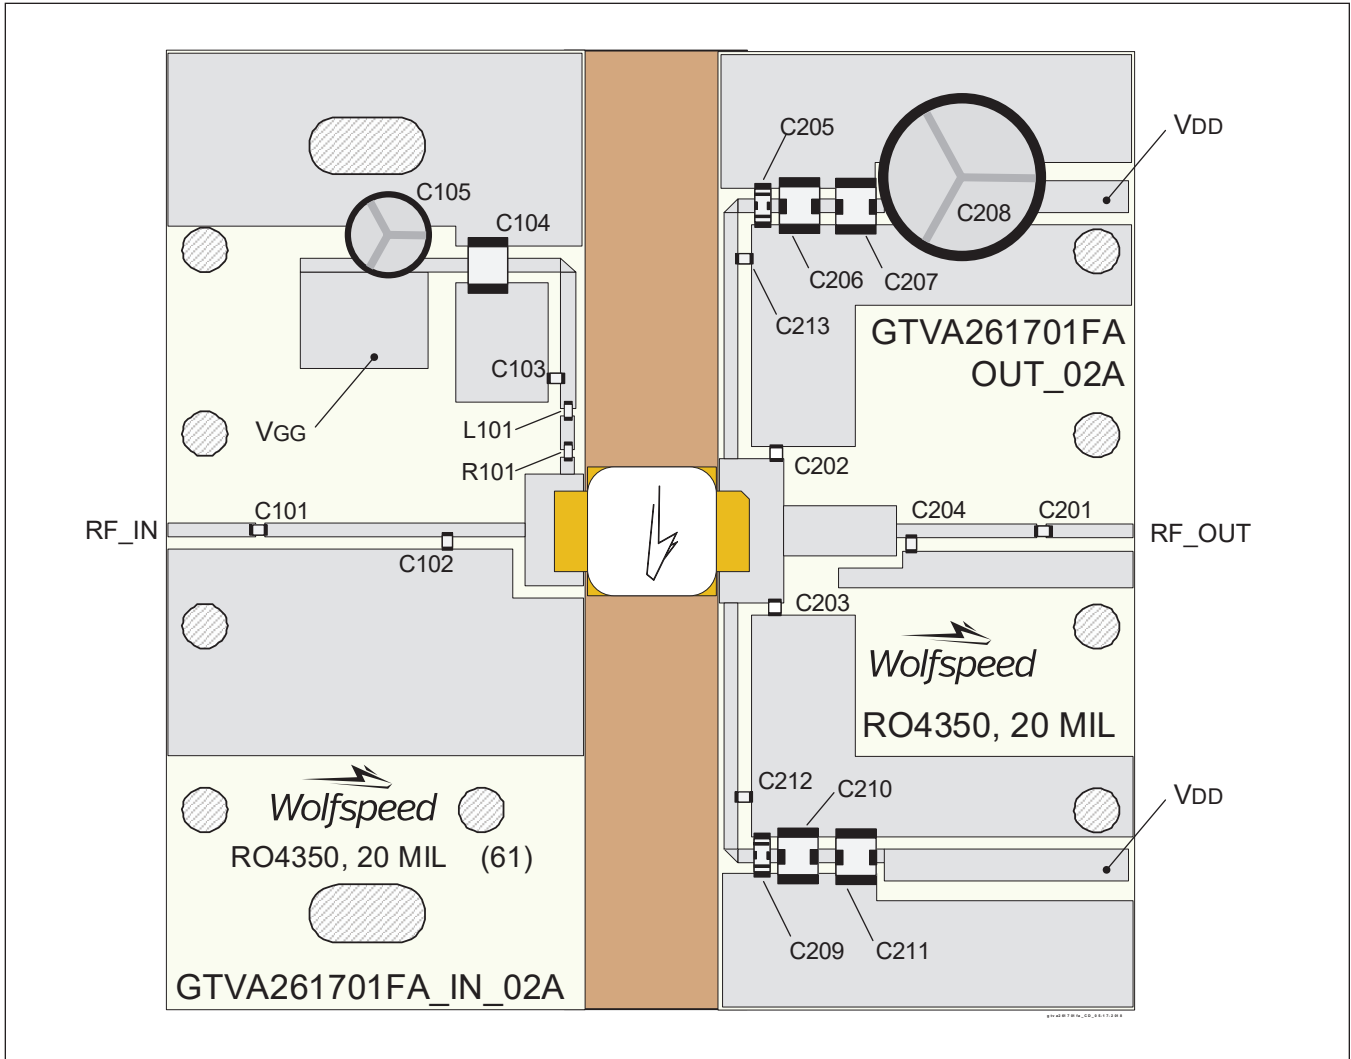 C205
VDD
C105
C104
C208
C206
C207
C213
GTVA261701FA
OUT_02A
C103
L101
VGG
R101
C202
C101
C204
C201
RF_IN
RF_OUT
C102
C203
Wolfspeed
RO4350, 20 MIL
C212
C210
VDD
Wolfspeed
RO4350, 20 MIL (61)
C209
C211
GTVA261701FA_IN_02A